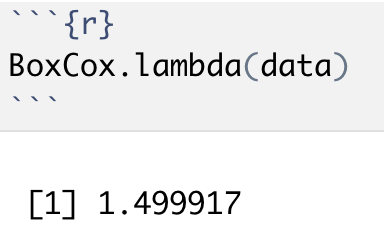 ```{r}
BoxCox.lambda(data)
```
[1] 1.499917